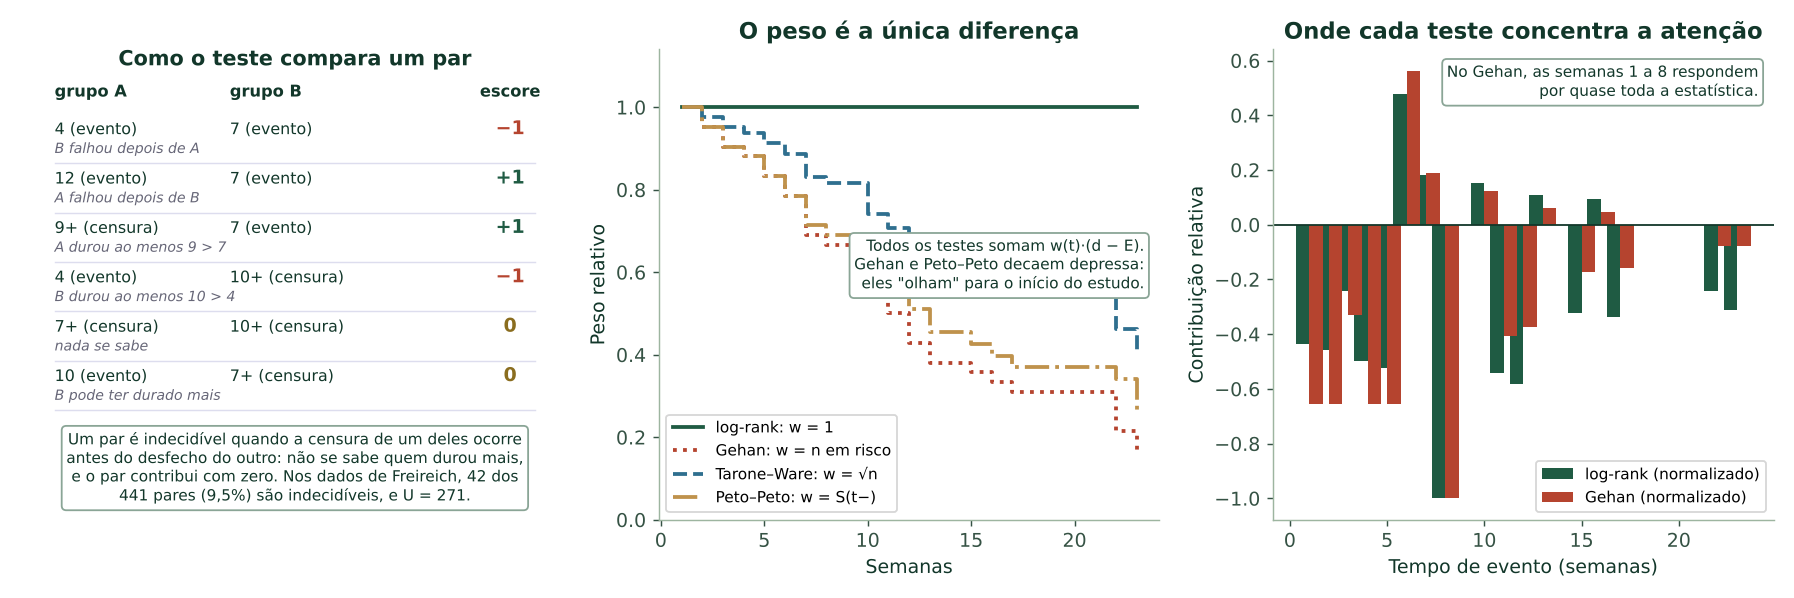 Como o teste compara um par
grupo A grupo B escore
4 (evento) 7 (evento) −1
B falhou depois de A
12 (evento) 7 (evento) +1
A falhou depois de B
9+ (censura) 7 (evento) +1
A durou ao menos 9 > 7
4 (evento) 10+ (censura) −1
B durou ao menos 10 > 4
7+ (censura) 10+ (censura) 0
nada se sabe
10 (evento) 7+ (censura) 0
B pode ter durado mais
Um par é indecidível quando a censura de um deles ocorre
antes do desfecho do outro: não se sabe quem durou mais,
e o par contribui com zero. Nos dados de Freireich, 42 dos
441 pares (9,5%) são indecidíveis, e U = 271.
O peso é a única diferença
Peso relativo
1.0
0.8
0.6
0.4
0.2
0.0
Todos os testes somam w(t)·(d − E).
Gehan e Peto–Peto decaem depressa:
eles "olham" para o início do estudo.
log-rank: w = 1
Gehan: w = n em risco
Tarone–Ware: w = √n
Peto–Peto: w = S(t−)
0 5 10 15 20
Semanas
Onde cada teste concentra a atenção
Contribuição relativa
0.6
0.4
0.2
0.0
−0.2
−0.4
−0.6
−0.8
−1.0
No Gehan, as semanas 1 a 8 respondem
por quase toda a estatística.
log-rank (normalizado)
Gehan (normalizado)
0 5 10 15 20
Tempo de evento (semanas)